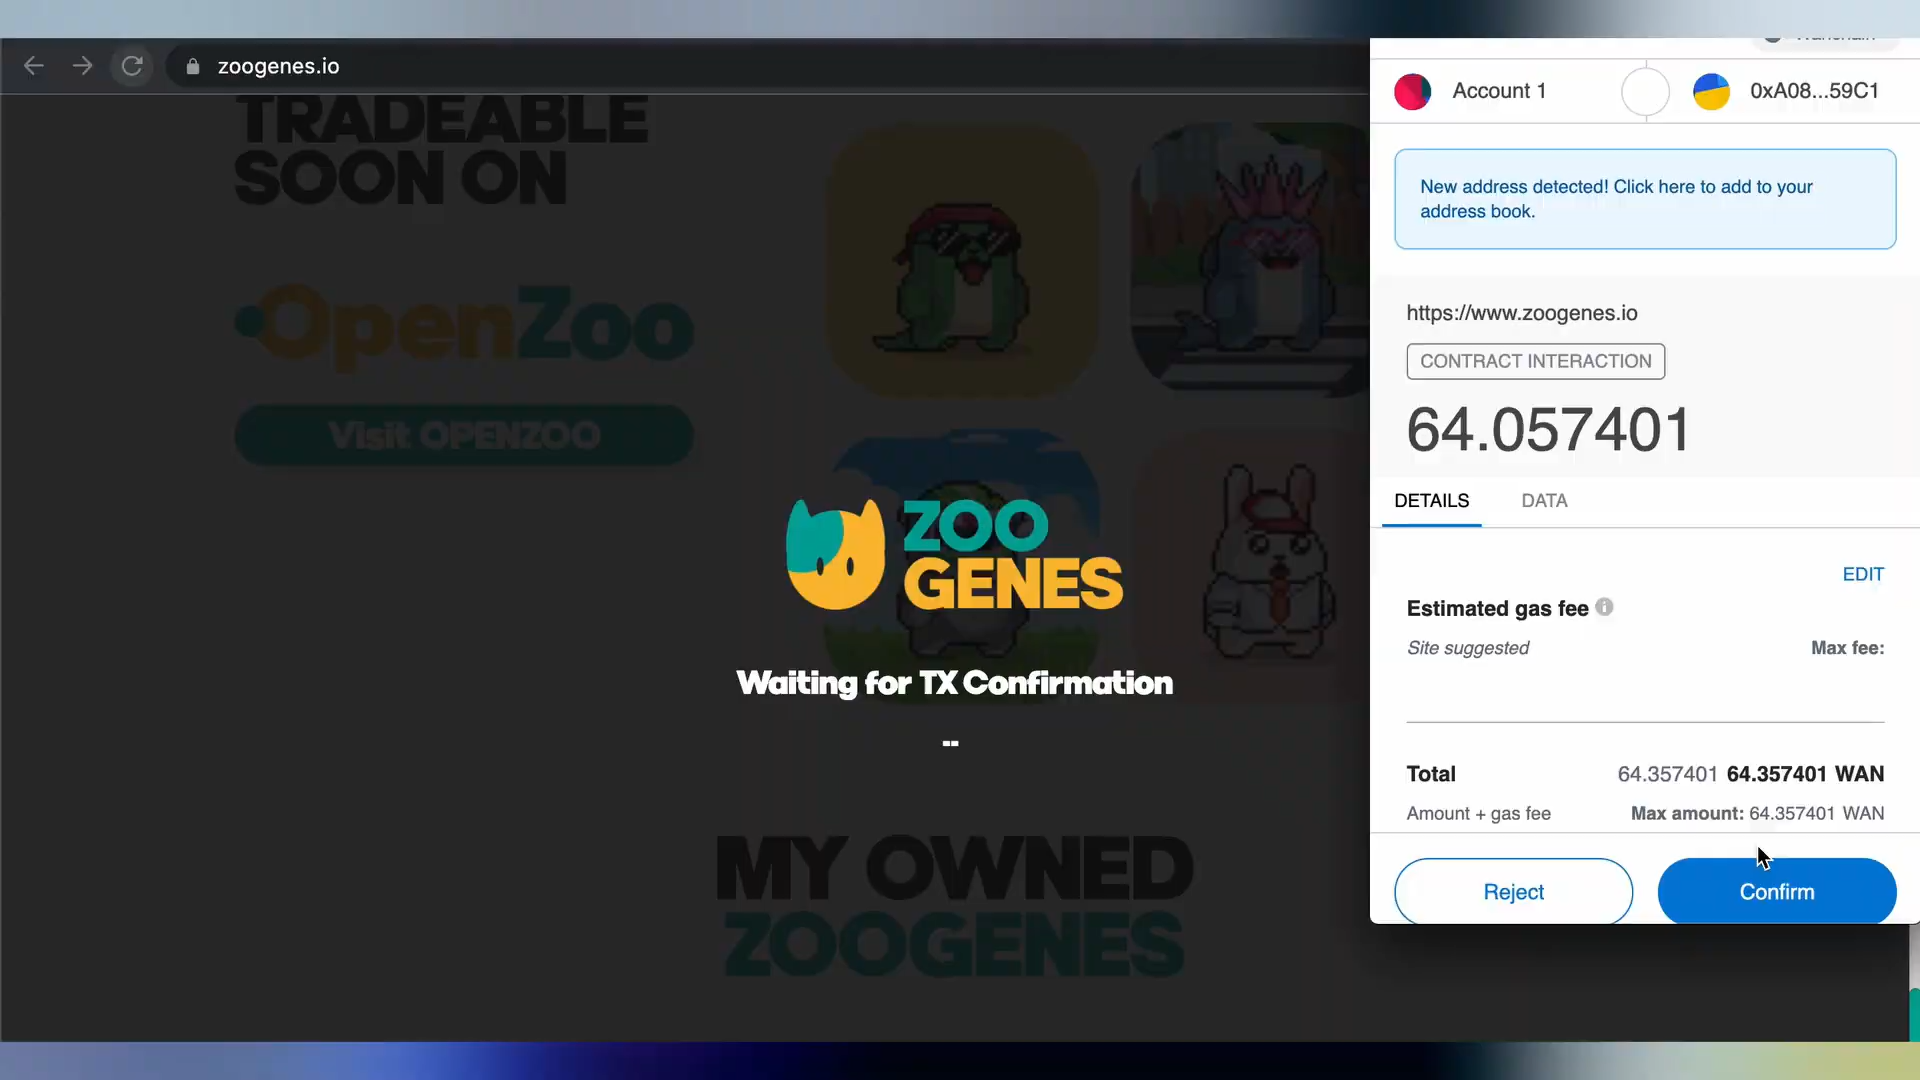 zoogenes.io
TRADEABLE
SOON ON
OpenZoo
Visit OPENZOO
ZOO
GENES
Waiting for TX Confirmation
--
MY OWNED
ZOOGENES
Account 1
0xA08...59C1
New address detected! Click here to add to your
address book.
https://www.zoogenes.io
CONTRACT INTERACTION
64.057401
DETAILS
DATA
EDIT
Estimated gas fee
Site suggested
Max fee:
Total
64.357401 64.357401 WAN
Amount + gas fee
Max amount: 64.357401 WAN
Reject
Confirm